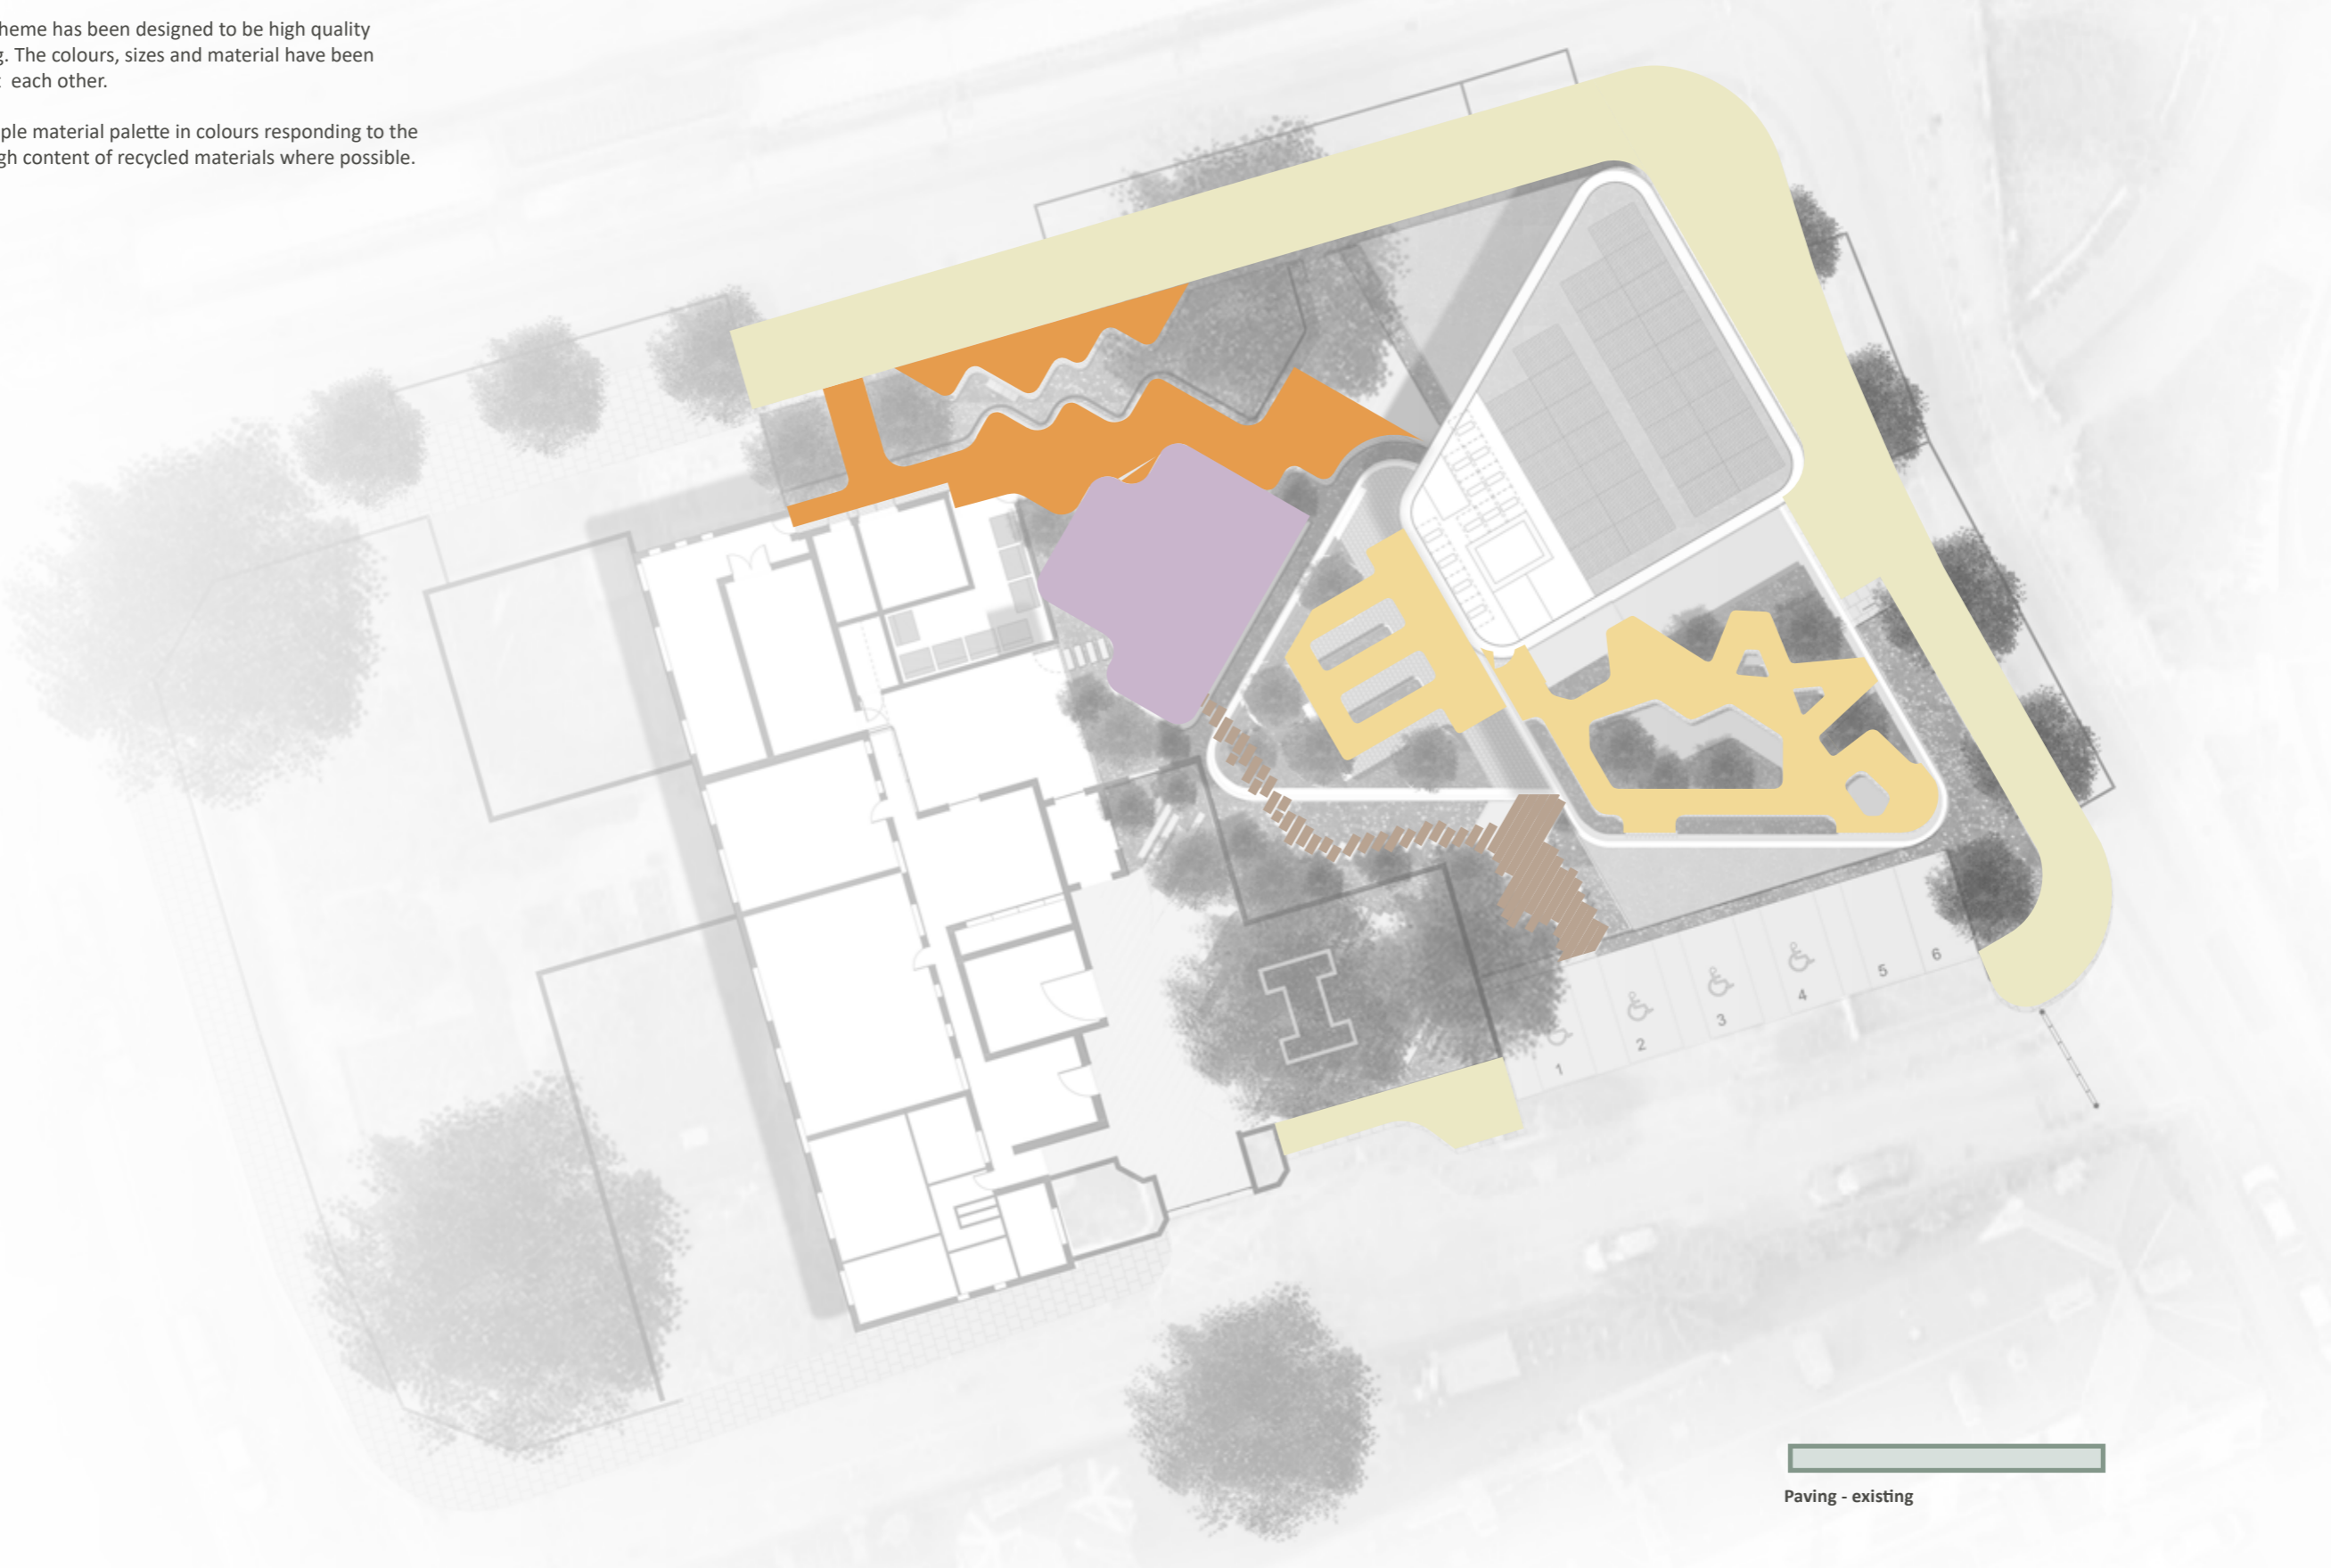 heme has been designed to be high quality
g. The colours, sizes and material have been
t each other.
ple material palette in colours responding to the
gh content of recycled materials where possible.
I
1
2
3
4
5
6
Paving - existing